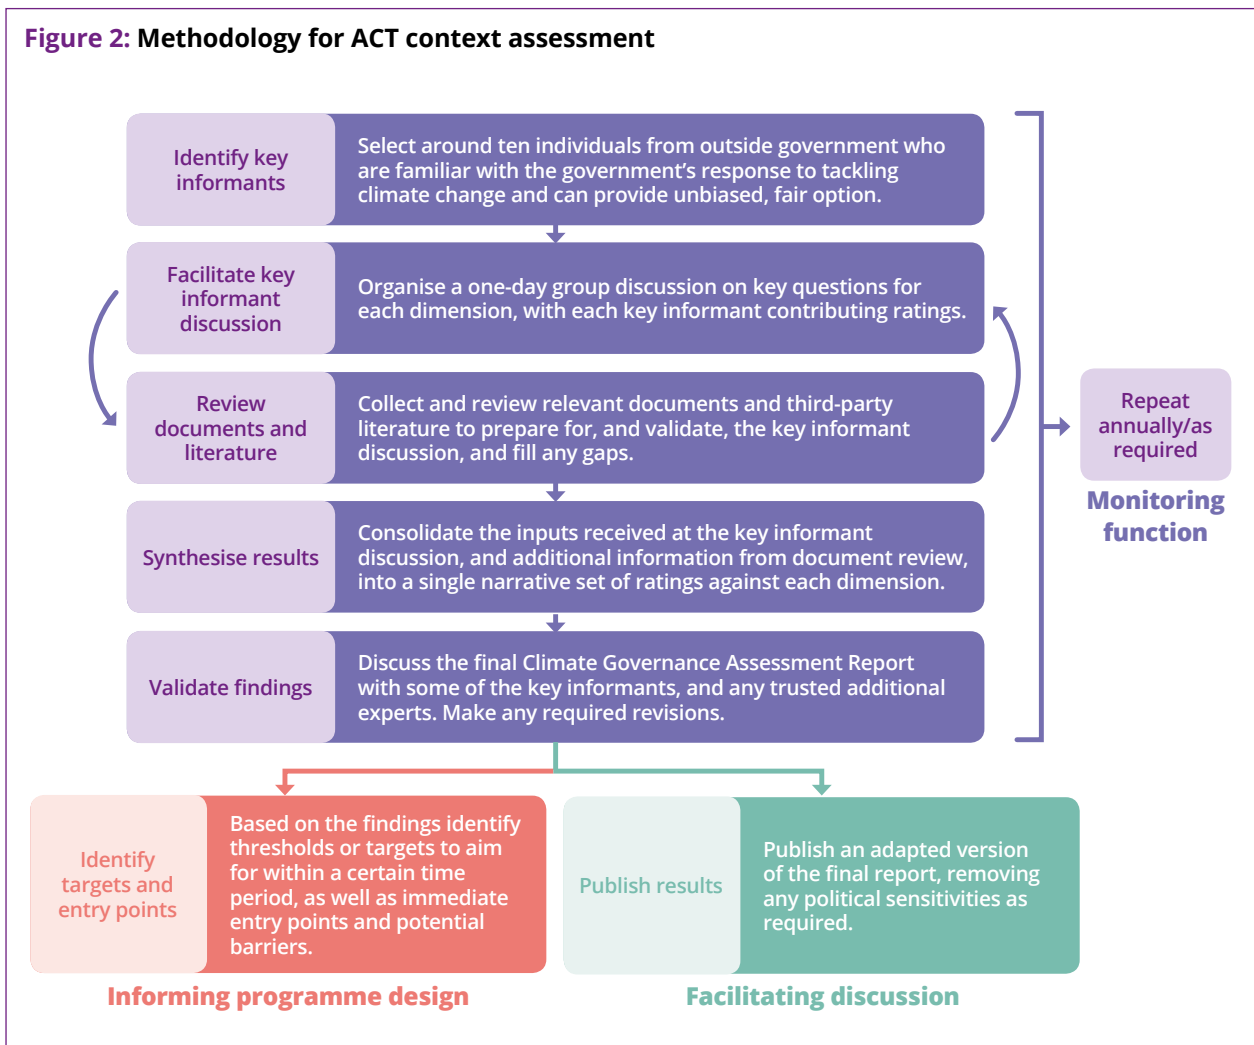 Figure 2: Methodology for ACT context assessment
Identify key
informants
Select around ten individuals from outside government who
are familiar with the government's response to tackling
climate change and can provide unbiased, fair option.
Facilitate key
informant
discussion
Organise a one-day group discussion on key questions for
each dimension, with each key informant contributing ratings.
Review
documents and
literature
Collect and review relevant documents and third-party
literature to prepare for, and validate, the key informant
discussion, and fill any gaps.
Synthesise results
Consolidate the inputs received at the key informant
discussion, and additional information from document review,
into a single narrative set of ratings against each dimension.
Validate findings
Discuss the final Climate Governance Assessment Report
with some of the key informants, and any trusted additional
experts. Make any required revisions.
Repeat
annually/as
required
Monitoring
function
Identify
targets and
entry points
Based on the findings identify
thresholds or targets to aim
for within a certain time
period, as well as immediate
entry points and potential
barriers.
Informing programme design
Publish results
Publish an adapted version
of the final report, removing
any political sensitivities as
required.
Facilitating discussion